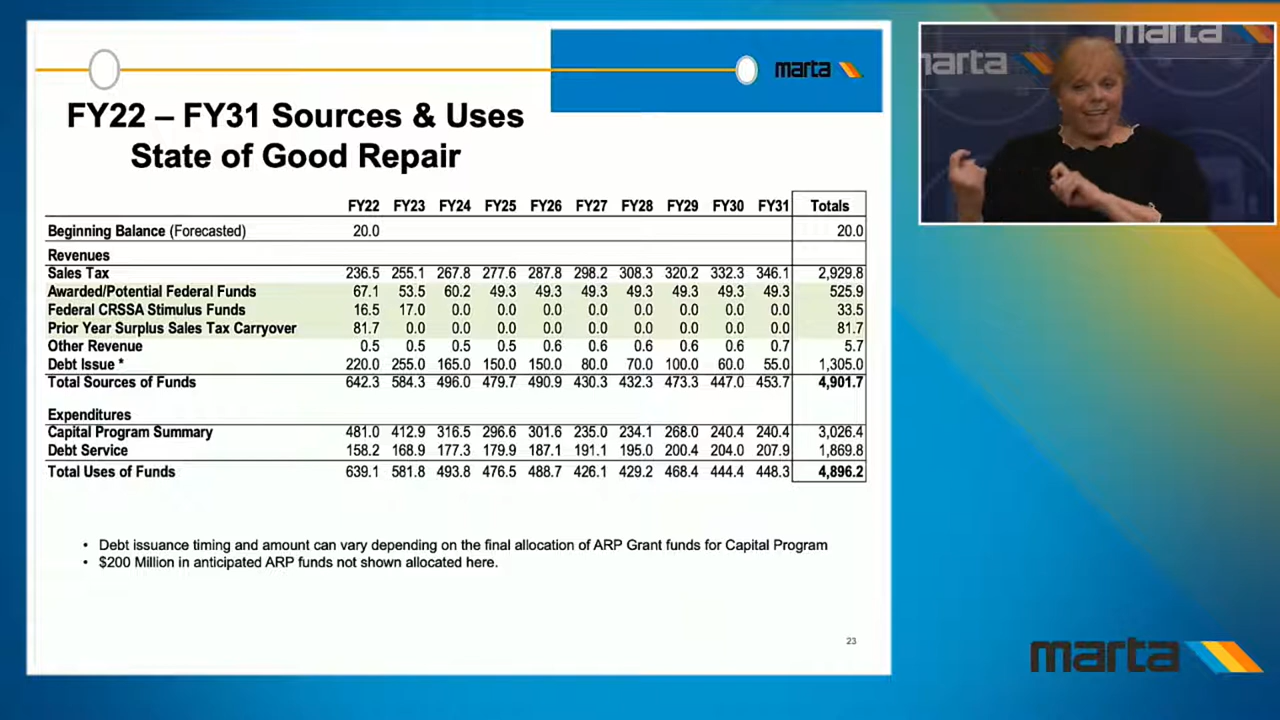 marta
FY22 – FY31 Sources & Uses
State of Good Repair
FY22 FY23 FY24 FY25 FY26 FY27 FY28 FY29 FY30 FY31 Totals
Beginning Balance (Forecasted) 20.0 20.0
Revenues
Sales Tax 236.5 255.1 267.8 277.6 287.8 298.2 308.3 320.2 332.3 346.1 2,929.8
Awarded/Potential Federal Funds 67.1 53.5 60.2 49.3 49.3 49.3 49.3 49.3 49.3 49.3 525.9
Federal CRSSA Stimulus Funds 16.5 17.0 0.0 0.0 0.0 0.0 0.0 0.0 0.0 0.0 33.5
Prior Year Surplus Sales Tax Carryover 81.7 0.0 0.0 0.0 0.0 0.0 0.0 0.0 0.0 0.0 81.7
Other Revenue 0.5 0.5 0.5 0.5 0.6 0.6 0.6 0.6 0.6 0.7 5.7
Debt Issue * 220.0 255.0 165.0 150.0 150.0 80.0 70.0 100.0 60.0 55.0 1,305.0
Total Sources of Funds 642.3 584.3 496.0 479.7 490.9 430.3 432.3 473.3 447.0 453.7 4,901.7
Expenditures
Capital Program Summary 481.0 412.9 316.5 296.6 301.6 235.0 234.1 268.0 240.4 240.4 3,026.4
Debt Service 158.2 168.9 177.3 179.9 187.1 191.1 195.0 200.4 204.0 207.9 1,869.8
Total Uses of Funds 639.1 581.8 493.8 476.5 488.7 426.1 429.2 468.4 444.4 448.3 4,896.2
• Debt issuance timing and amount can vary depending on the final allocation of ARP Grant funds for Capital Program
• $200 Million in anticipated ARP funds not shown allocated here.
23
marta
marta
marta